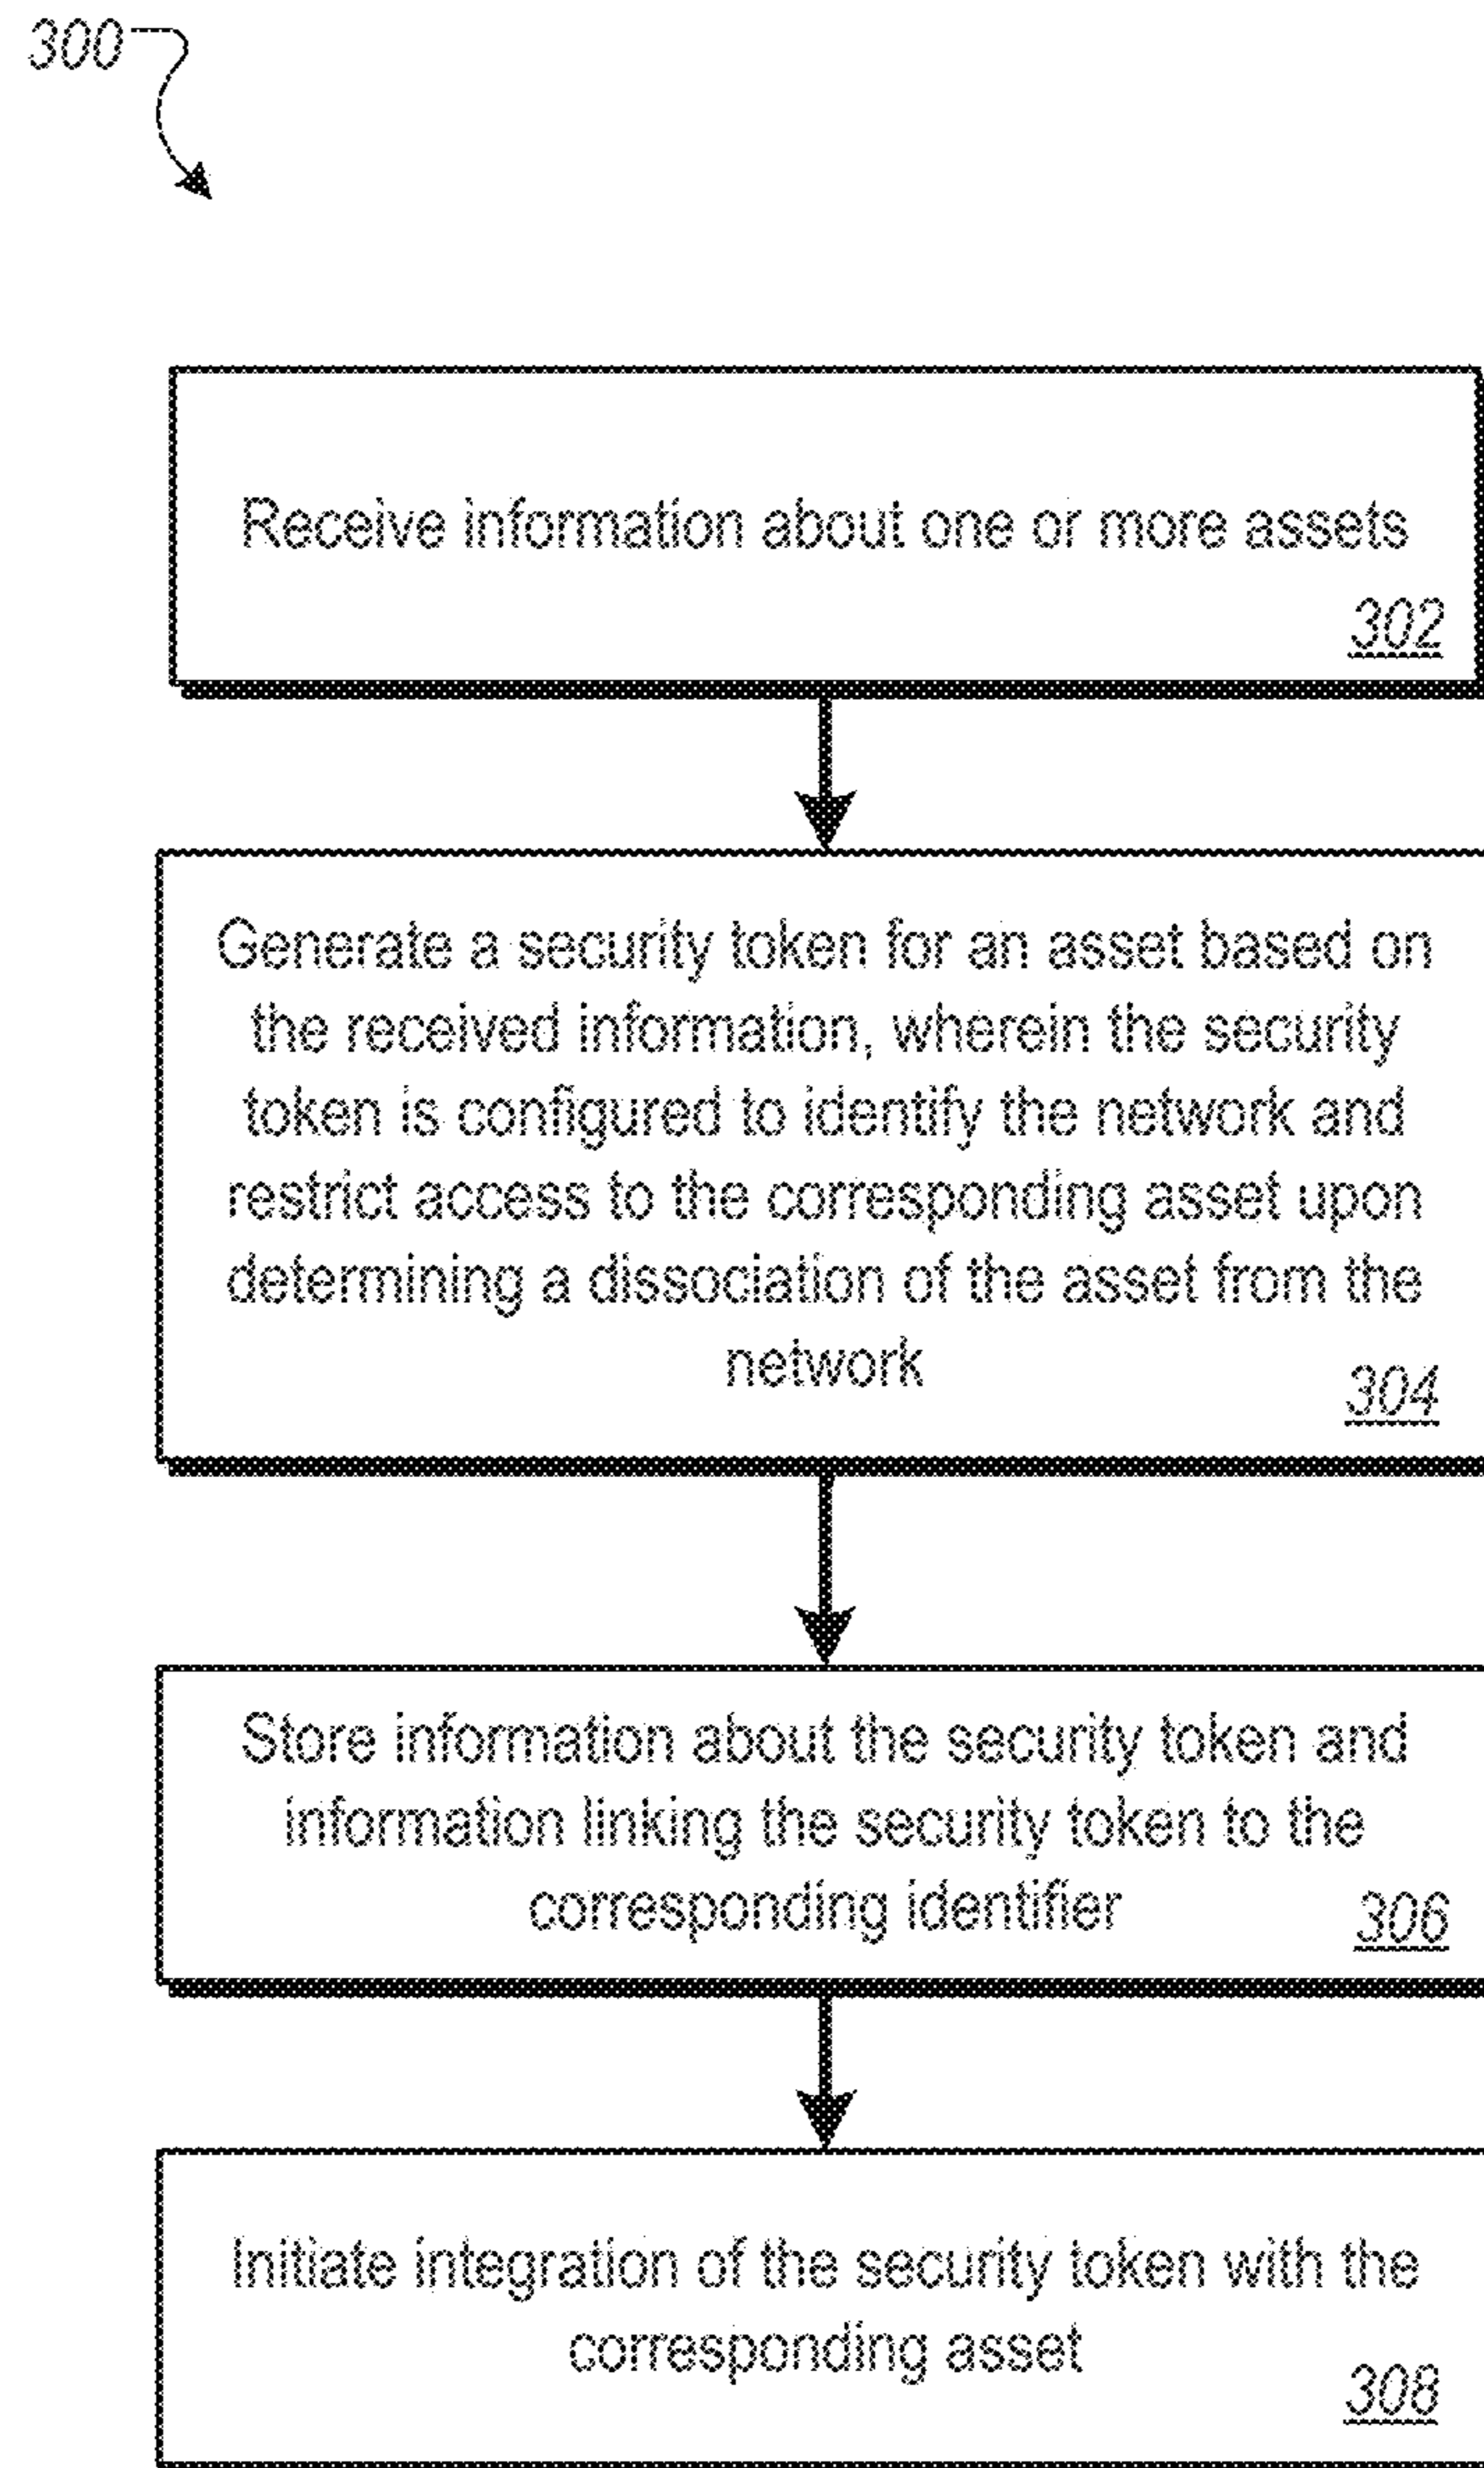 300
Receive information about one or more assets
302
Generate a security token for an asset based on
the received information, wherein the security
token is configured to identify the network and
restrict access to the corresponding asset upon
determining a dissociation of the asset from the
network
304
Store information about the security token and
information linking the security token to the
corresponding identifier
306
Initiate integration of the security token with the
corresponding asset
308